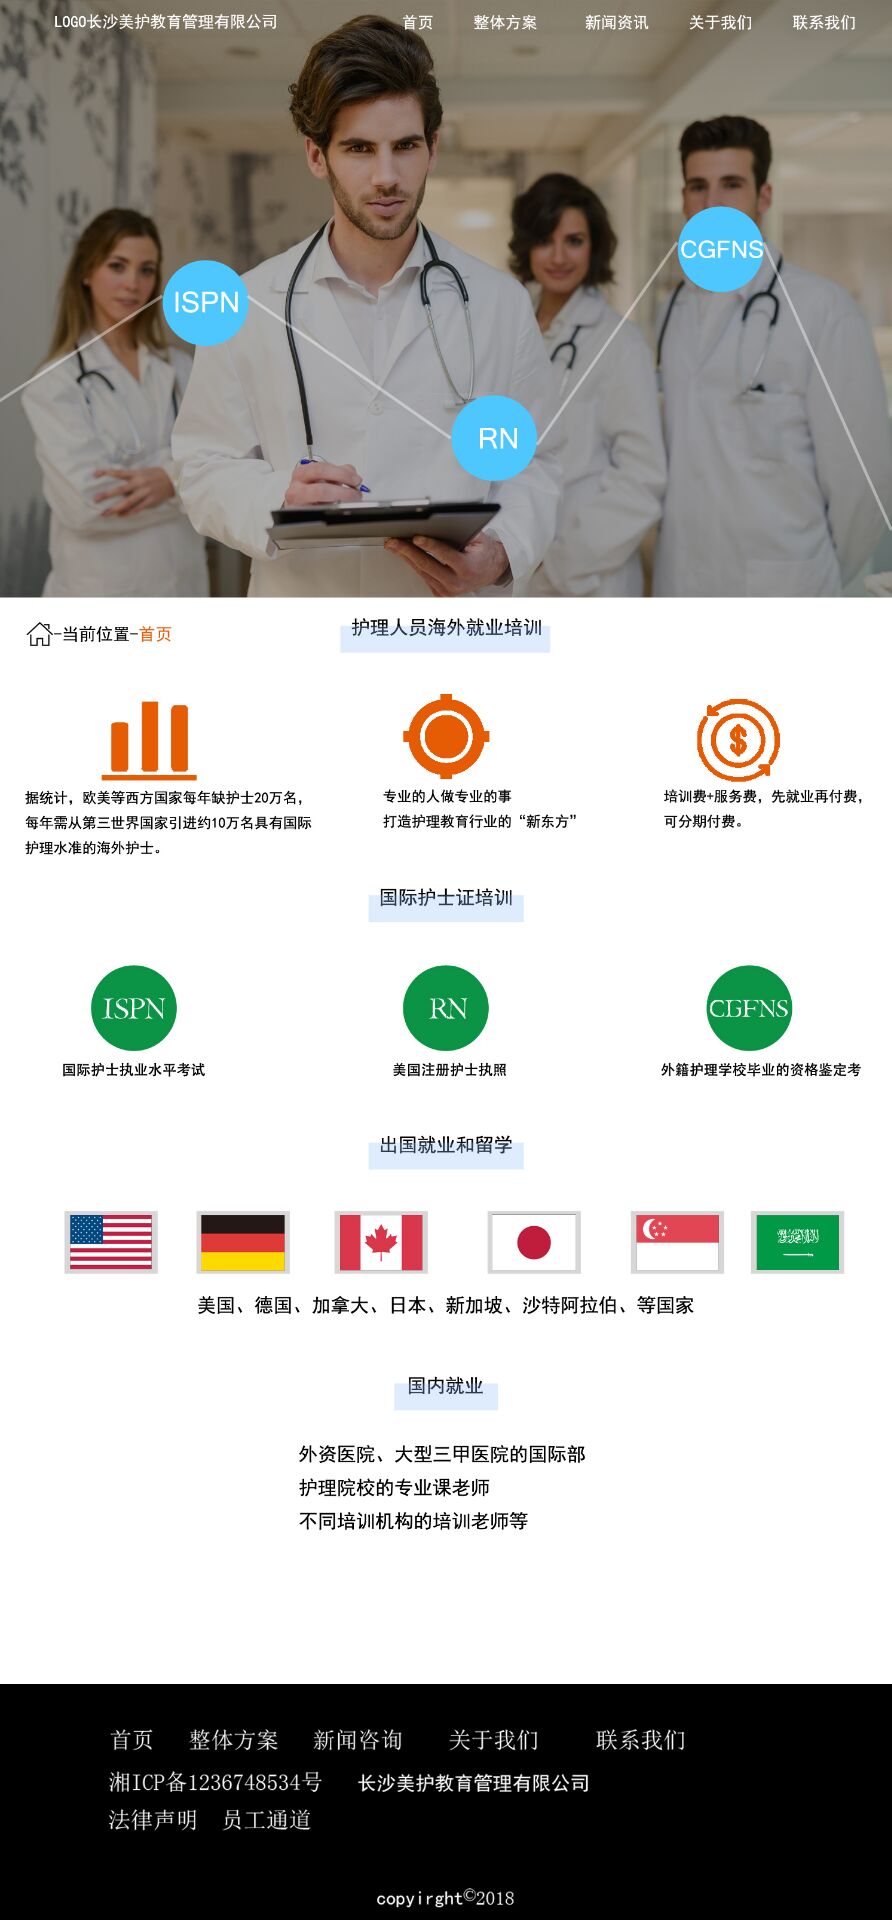 LOGO长沙美护教育管理有限公司 首页 整体方案 新闻资讯 关于我们 联系我们
CGFNS
ISPN
RN
-当前位置-首页
护理人员海外就业培训
据统计，欧美等西方国家每年缺护士20万名，
每年需从第三世界国家引进约10万名具有国际
护理水准的海外护士。
专业的人做专业的事
打造护理教育行业的“新东方”
培训费+服务费，先就业再付费，
可分期付费。
国际护士证培训
ISPN RN CGFNS
国际护士执业水平考试 美国注册护士执照 外籍护理学校毕业的资格鉴定考
出国就业和留学
美国、德国、加拿大、日本、新加坡、沙特阿拉伯、等国家
国内就业
外资医院、大型三甲医院的国际部
护理院校的专业课老师
不同培训机构的培训老师等
首页 整体方案 新闻咨询 关于我们 联系我们
湘ICP备1236748534号 长沙美护教育管理有限公司
法律声明 员工通道
copyirght©2018